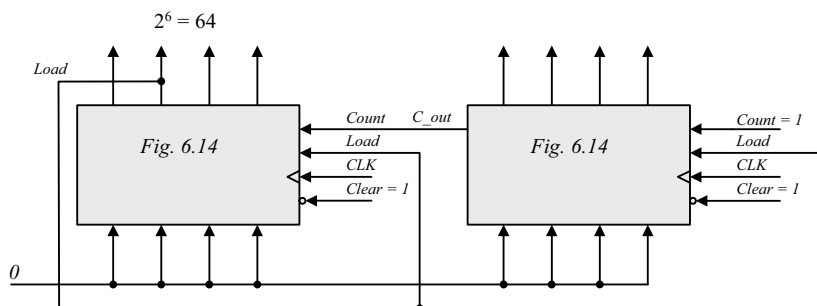 2⁶ = 64
Load
Fig. 6.14
Count
C_out
Load
CLK
Clear = 1
Fig. 6.14
Count = 1
Load
CLK
Clear = 1
0